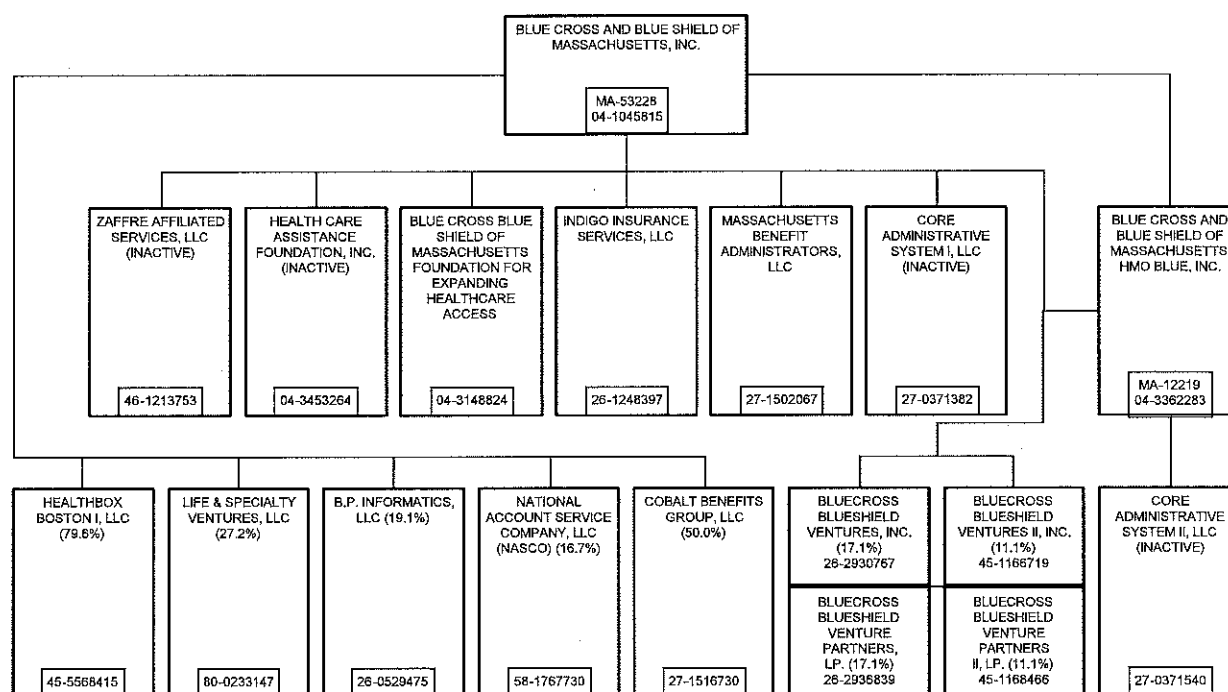 BLUE CROSS AND BLUE SHIELD OF
MASSACHUSETTS, INC.
MA-53228
04-1045815
ZAFFRE AFFILIATED
SERVICES, LLC
(INACTIVE)
46-1213753
HEALTH CARE
ASSISTANCE
FOUNDATION, INC.
(INACTIVE)
04-3453264
BLUE CROSS BLUE
SHIELD OF
MASSACHUSETTS
FOUNDATION FOR
EXPANDING
HEALTHCARE
ACCESS
04-3148824
INDIGO INSURANCE
SERVICES, LLC
26-1248397
MASSACHUSETTS
BENEFIT
ADMINISTRATORS,
LLC
27-1502067
CORE
ADMINISTRATIVE
SYSTEM I, LLC
(INACTIVE)
27-0371382
BLUE CROSS AND
BLUE SHIELD OF
MASSACHUSETTS
HMO BLUE, INC.
MA-12219
04-3362283
HEALTHBOX
BOSTON I, LLC
(79.6%)
45-5568415
LIFE & SPECIALTY
VENTURES, LLC
(27.2%)
80-0233147
B.P. INFORMATICS,
LLC (19.1%)
26-0529475
NATIONAL
ACCOUNT SERVICE
COMPANY, LLC
(NASCO) (16.7%)
58-1767730
COBALT BENEFITS
GROUP, LLC
(50.0%)
27-1516730
BLUECROSS
BLUESHIELD
VENTURES, INC.
(17.1%)
26-2930767
BLUECROSS
BLUESHIELD
VENTURES II, INC.
(11.1%)
45-1166719
BLUECROSS
BLUESHIELD
VENTURE
PARTNERS,
LP. (17.1%)
26-2936839
BLUECROSS
BLUESHIELD
VENTURE
PARTNERS
II, LP. (11.1%)
45-1168466
CORE
ADMINISTRATIVE
SYSTEM II, LLC
(INACTIVE)
27-0371540